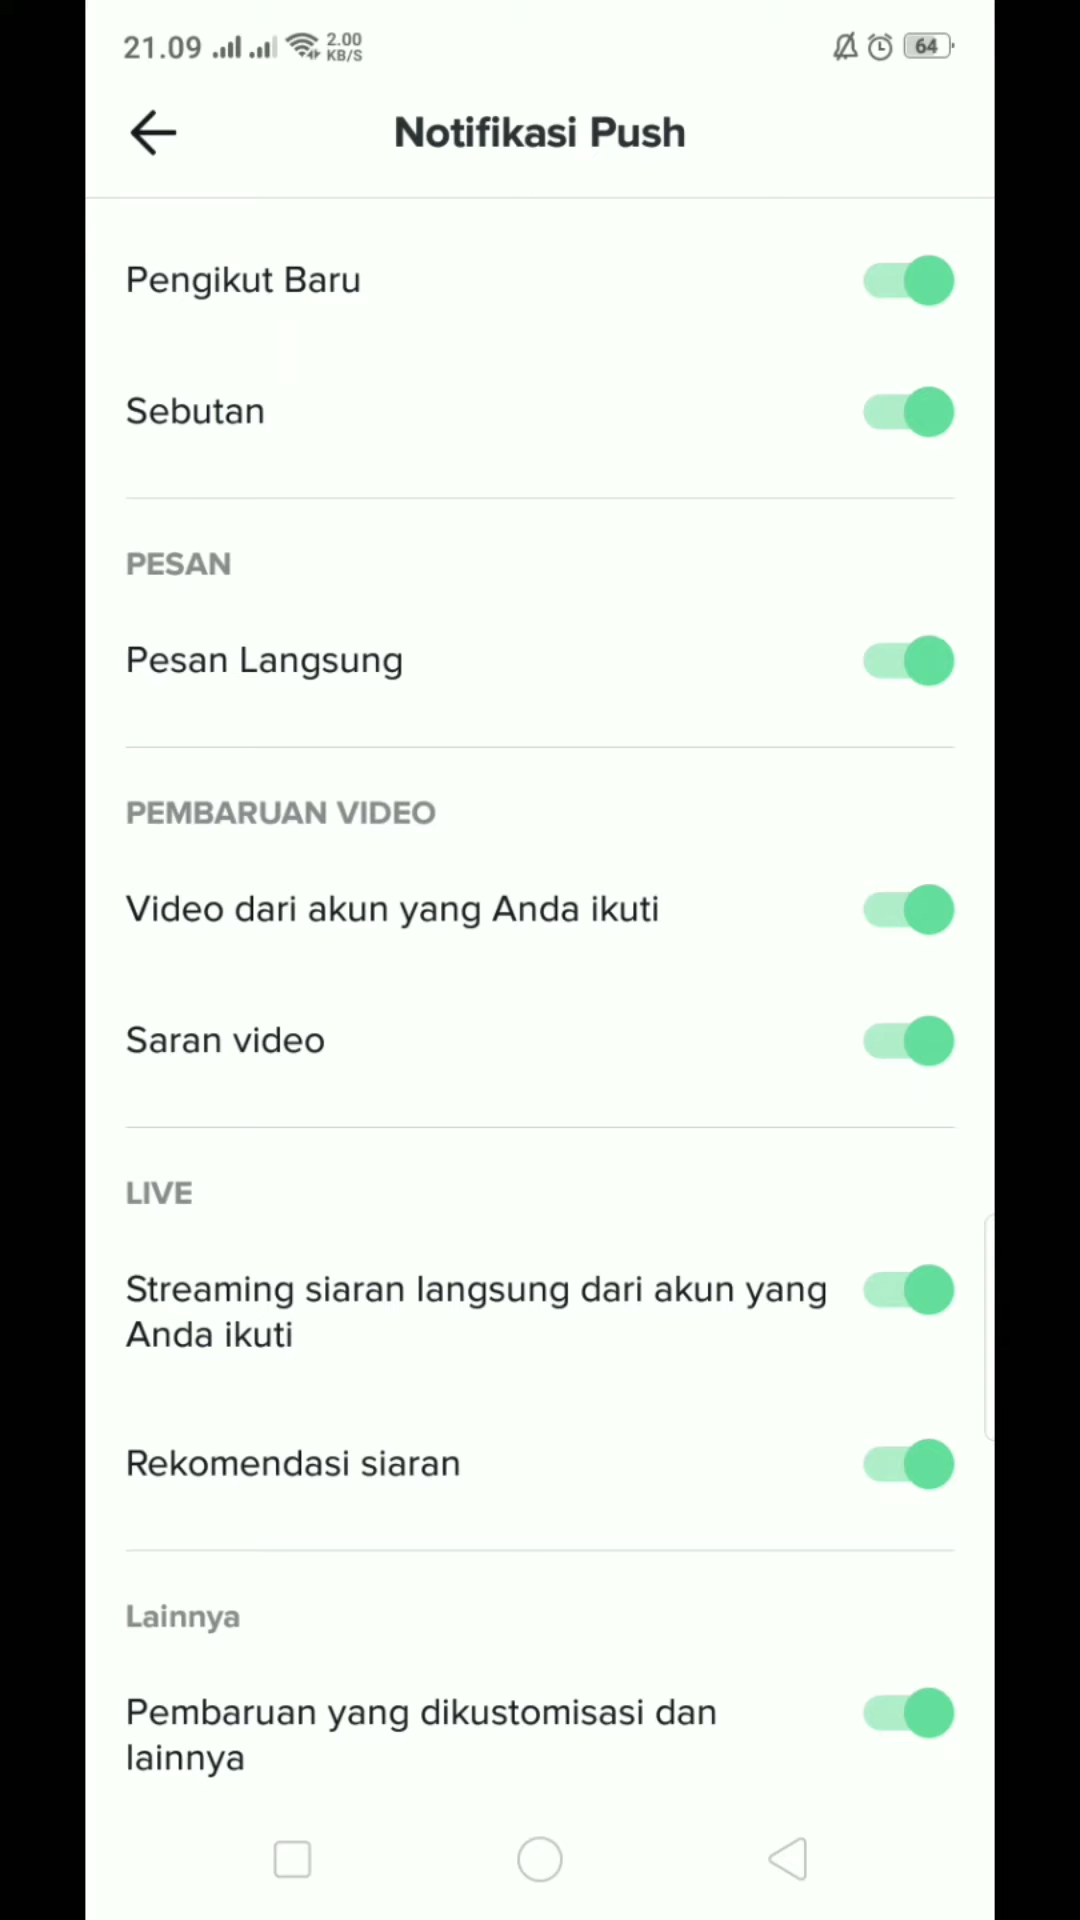 21.09 2.00 KB/S 64
Notifikasi Push
Pengikut Baru
Sebutan
PESAN
Pesan Langsung
PEMBARUAN VIDEO
Video dari akun yang Anda ikuti
Saran video
LIVE
Streaming siaran langsung dari akun yang
Anda ikuti
Rekomendasi siaran
Lainnya
Pembaruan yang dikustomisasi dan
lainnya